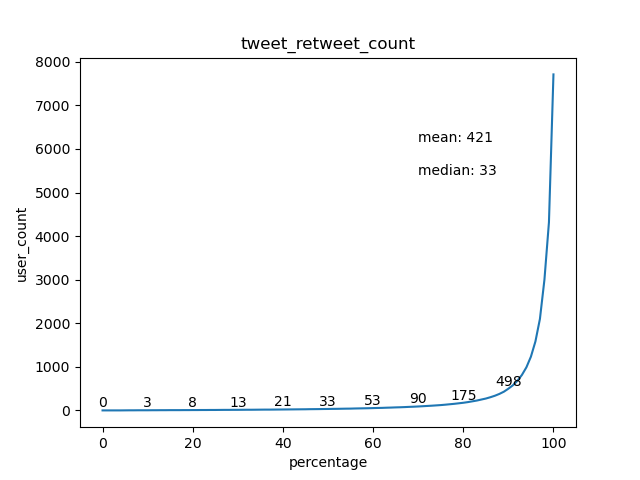 tweet_retweet_count
8000
7000
6000
5000
4000
3000
2000
1000
0
user_count
mean: 421
median: 33
0 3 8 13 21 33 53 90 175 498
0 20 40 60 80 100
percentage